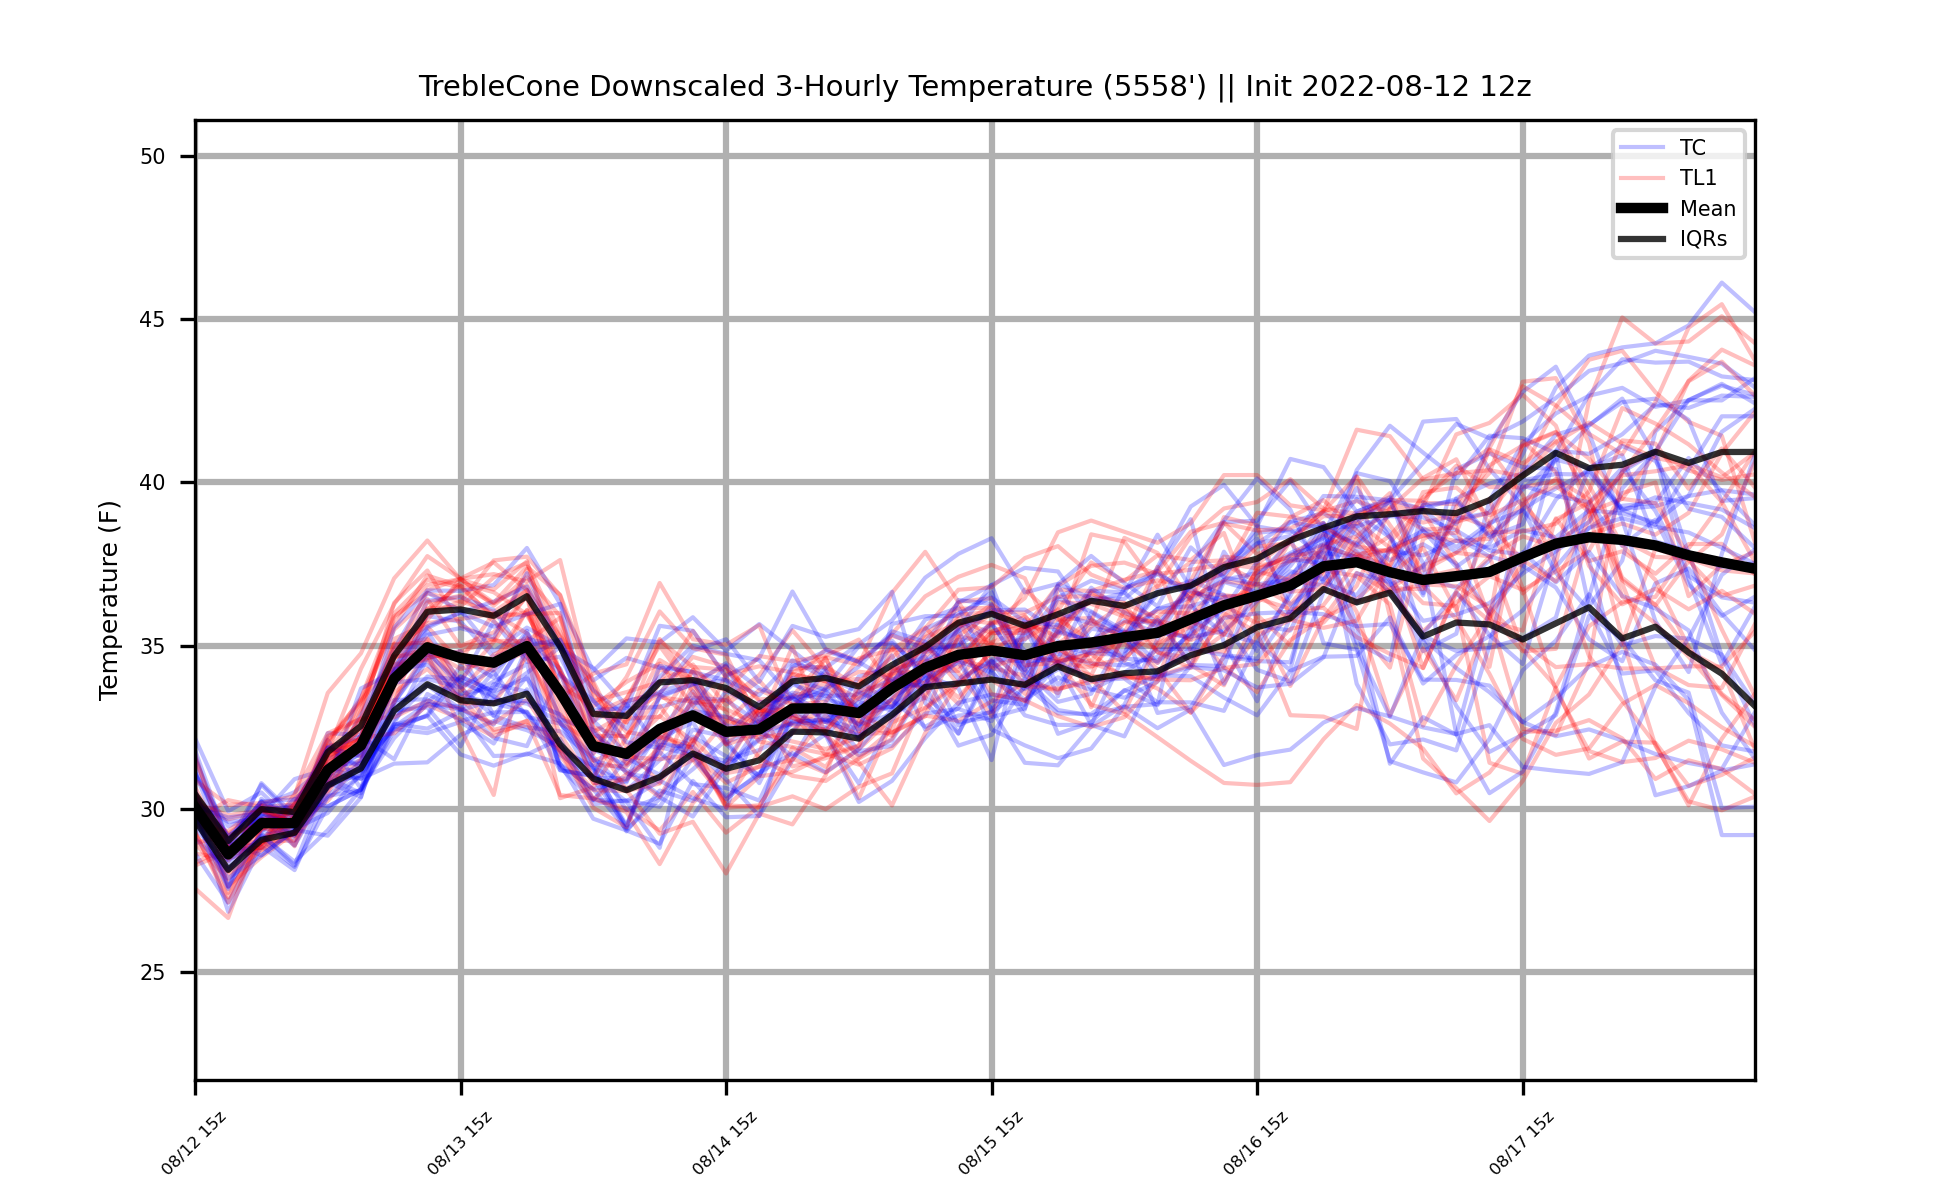 TrebleCone Downscaled 3-Hourly Temperature (5558') || Init 2022-08-12 12z
TC
TL1
Mean
IQRs
Temperature (F)
50
45
40
35
30
25
08/12 15z
08/13 15z
08/14 15z
08/15 15z
08/16 15z
08/17 15z